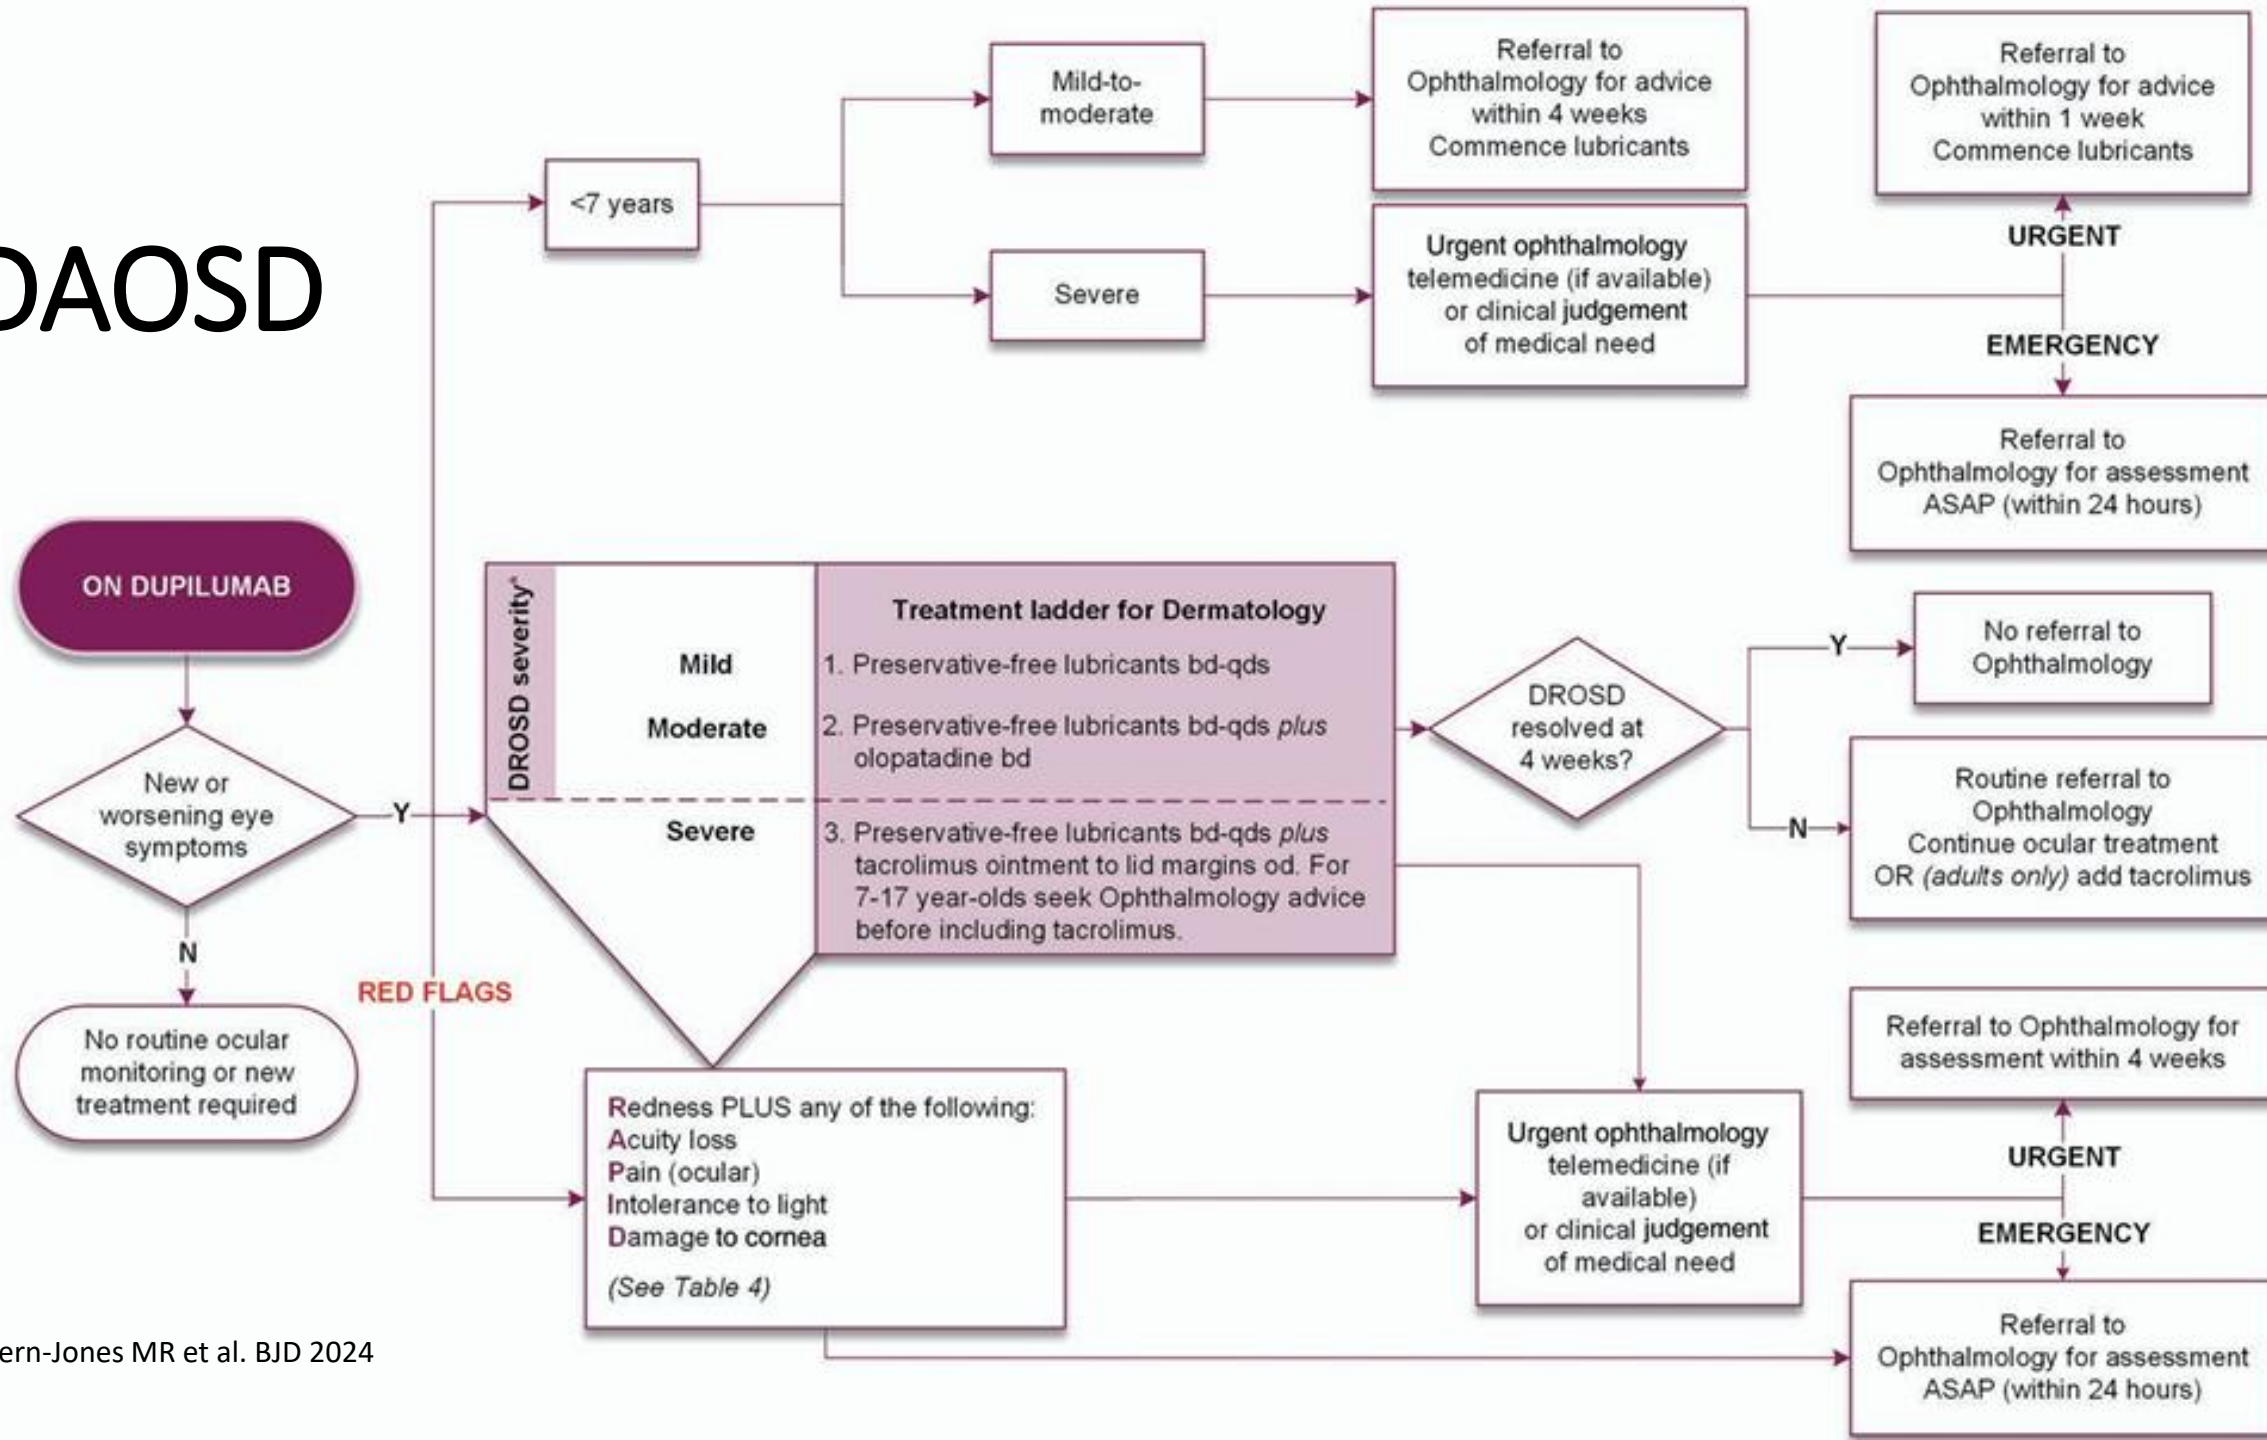 DAOSD
ON DUPILUMAB
New or
worsening eye
symptoms
Y
N
No routine ocular
monitoring or new
treatment required
RED FLAGS
<7 years
Mild-to-
moderate
Severe
Referral to
Ophthalmology for advice
within 4 weeks
Commence lubricants
Urgent ophthalmology
telemedicine (if available)
or clinical judgement
of medical need
Referral to
Ophthalmology for advice
within 1 week
Commence lubricants
URGENT
EMERGENCY
Referral to
Ophthalmology for assessment
ASAP (within 24 hours)
DROSD severity*
Mild
Moderate
Severe
Treatment ladder for Dermatology
1. Preservative-free lubricants bd-qds
2. Preservative-free lubricants bd-qds plus
olopatadine bd
3. Preservative-free lubricants bd-qds plus
tacrolimus ointment to lid margins od. For
7-17 year-olds seek Ophthalmology advice
before including tacrolimus.
DROSD
resolved at
4 weeks?
Y
No referral to
Ophthalmology
N
Routine referral to
Ophthalmology
Continue ocular treatment
OR (adults only) add tacrolimus
Redness PLUS any of the following:
Acuity loss
Pain (ocular)
Intolerance to light
Damage to cornea
(See Table 4)
Urgent ophthalmology
telemedicine (if
available)
or clinical judgement
of medical need
Referral to Ophthalmology for
assessment within 4 weeks
URGENT
EMERGENCY
Referral to
Ophthalmology for assessment
ASAP (within 24 hours)
ern-Jones MR et al. BJD 2024